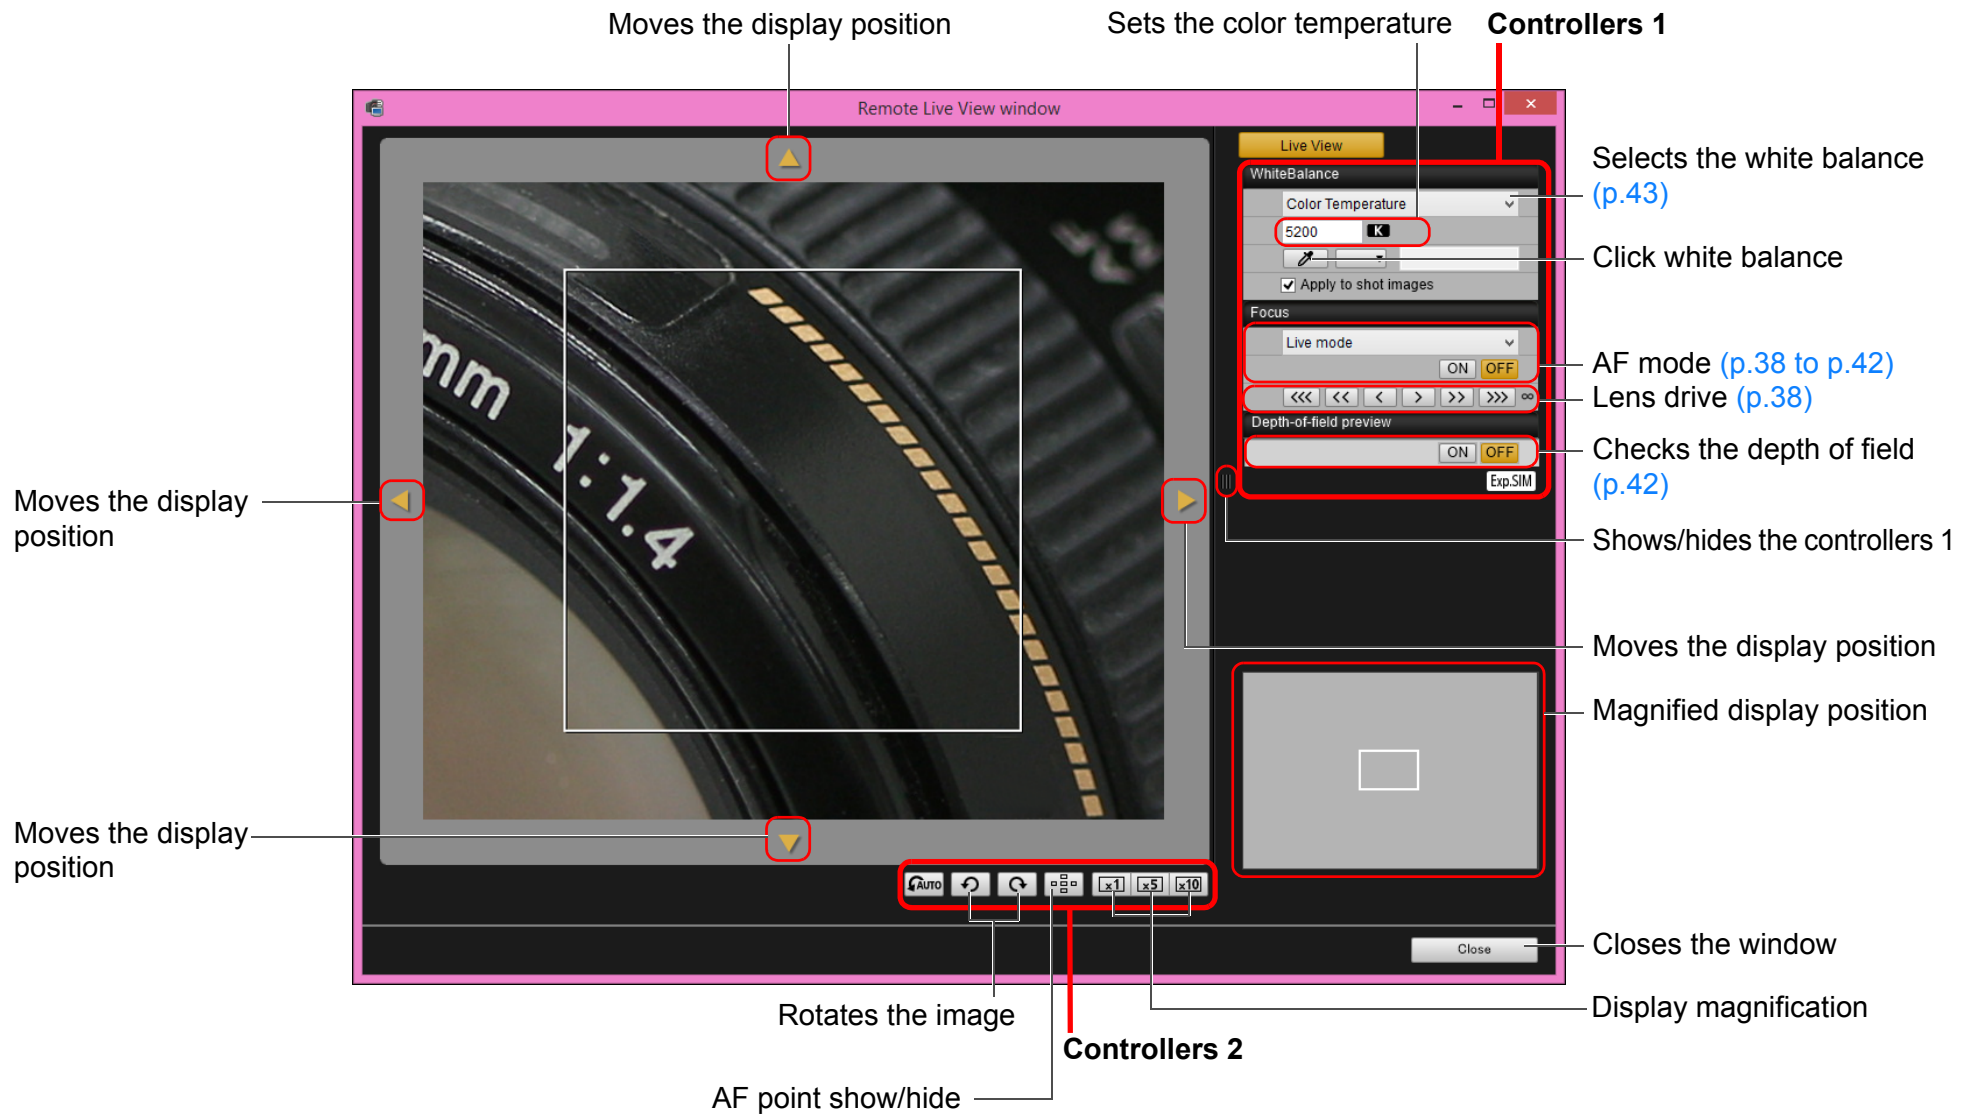 Moves the display position
Sets the color temperature
Controllers 1
Remote Live View window
Live View
WhiteBalance
Color Temperature
5200 K
Apply to shot images
Focus
Live mode
ON OFF
<<< << < > >> >>> ∞
Depth-of-field preview
ON OFF
Exp.SIM
Selects the white balance
(p.43)
Click white balance
AF mode (p.38 to p.42)
Lens drive (p.38)
Checks the depth of field
(p.42)
Shows/hides the controllers 1
Moves the display position
Magnified display position
Moves the display
position
mm 1:1.4
Moves the display
position
AUTO x1 x5 x10
Close
Closes the window
Display magnification
Rotates the image
Controllers 2
AF point show/hide